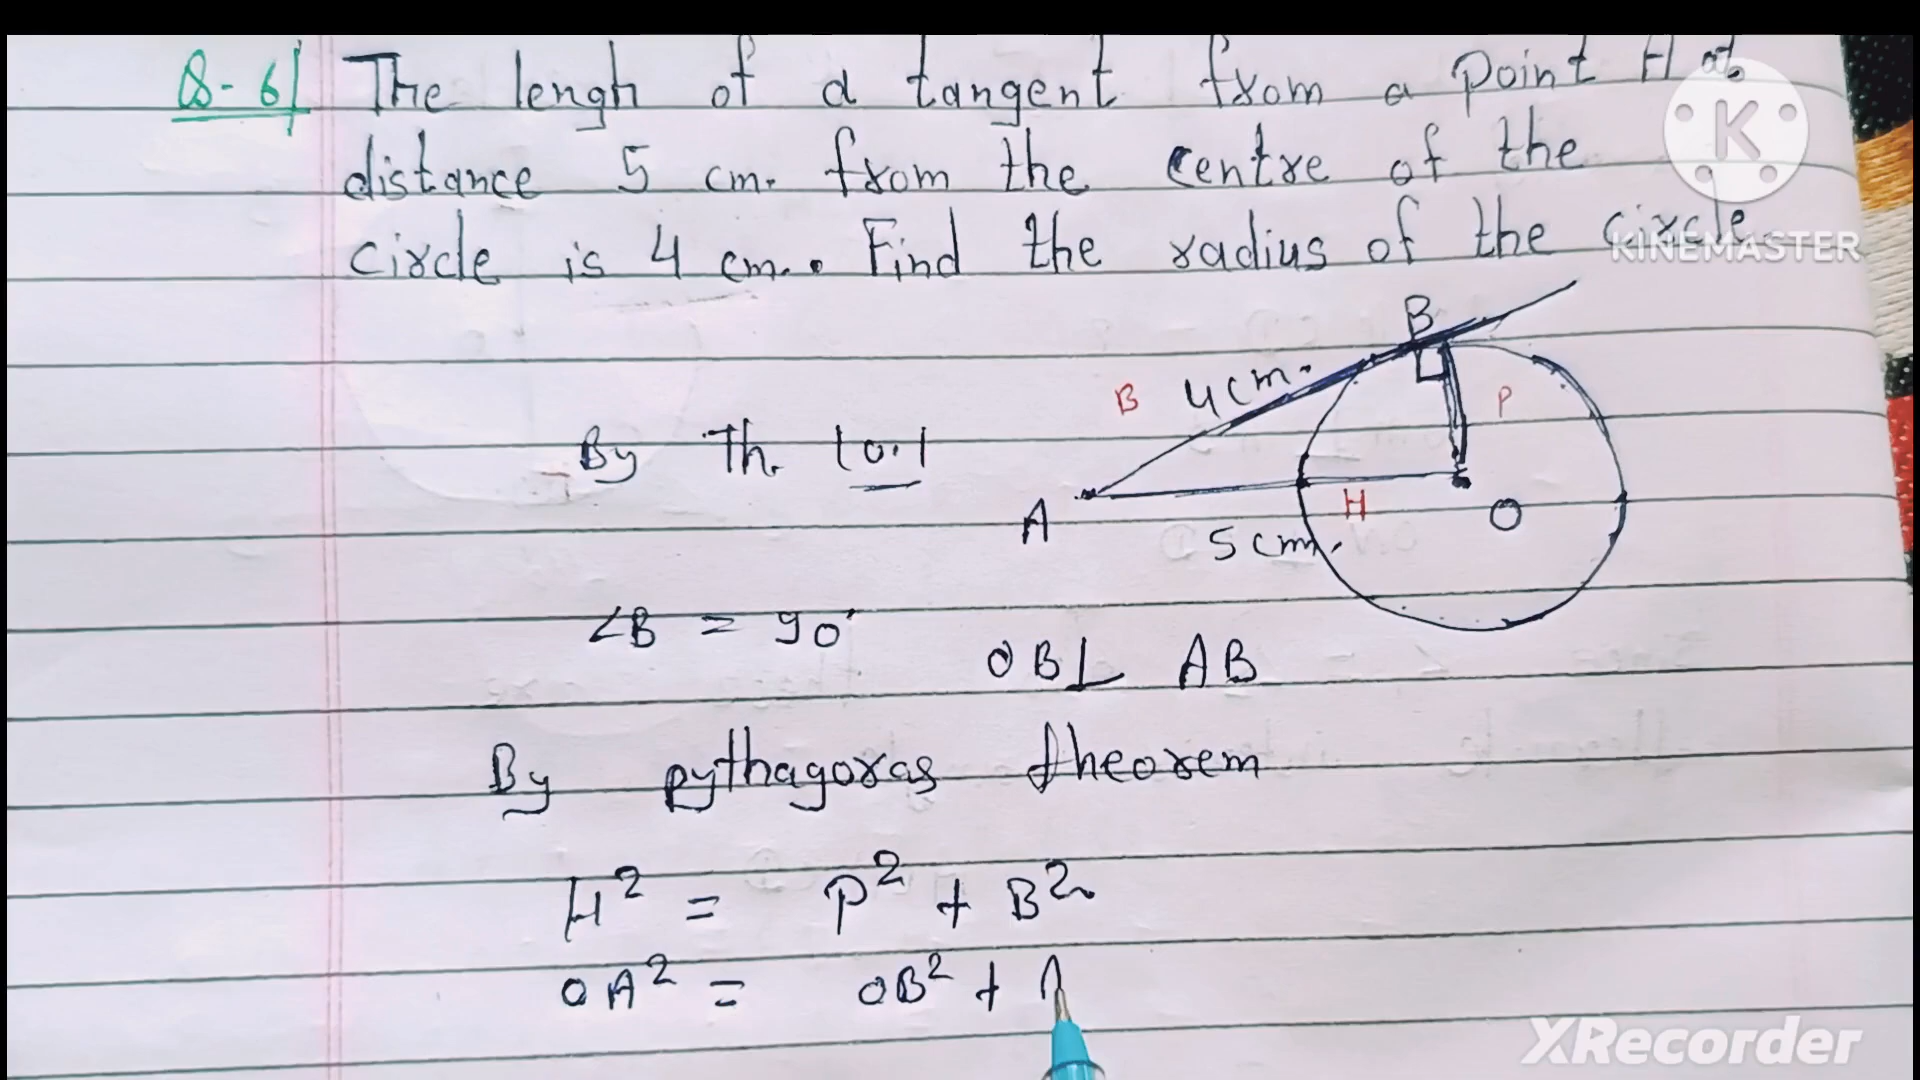 Q-6| The lengh of a tangent from a point A at
distance 5 cm. from the centre of the
circle is 4 cm.. Find the radius of the circle.
K
KINEMASTER
B
B 4cm. P
By Th. 10.1
A H O
5cm.
∠B = 90°
OB⊥ AB
By pythagoras theorem
H² = P² + B²
OA² = OB² + A
XRecorder